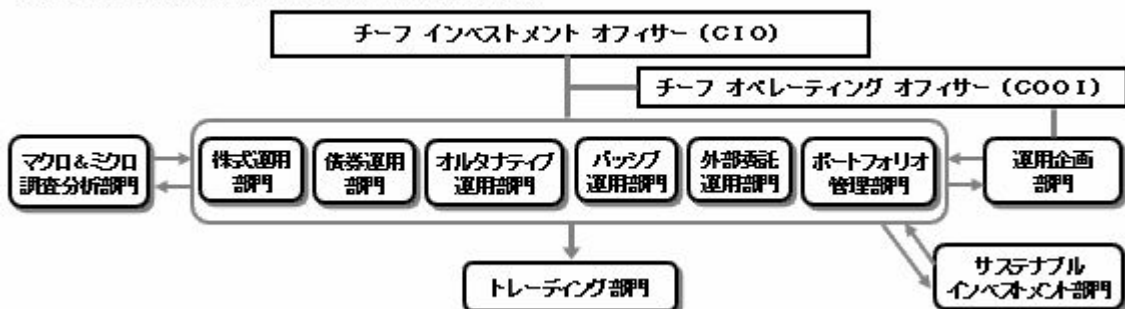 チーフ インベストメント オフィサー (CIO)
チーフ オペレーティング オフィサー (COOI)
マクロ&ミクロ
調査分析部門
株式運用
部門
債券運用
部門
オルタナティブ
運用部門
パッシブ
運用部門
外部委託
運用部門
ポートフォリオ
管理部門
運用企画
部門
トレーディング部門
サステナブル
インベストメント部門